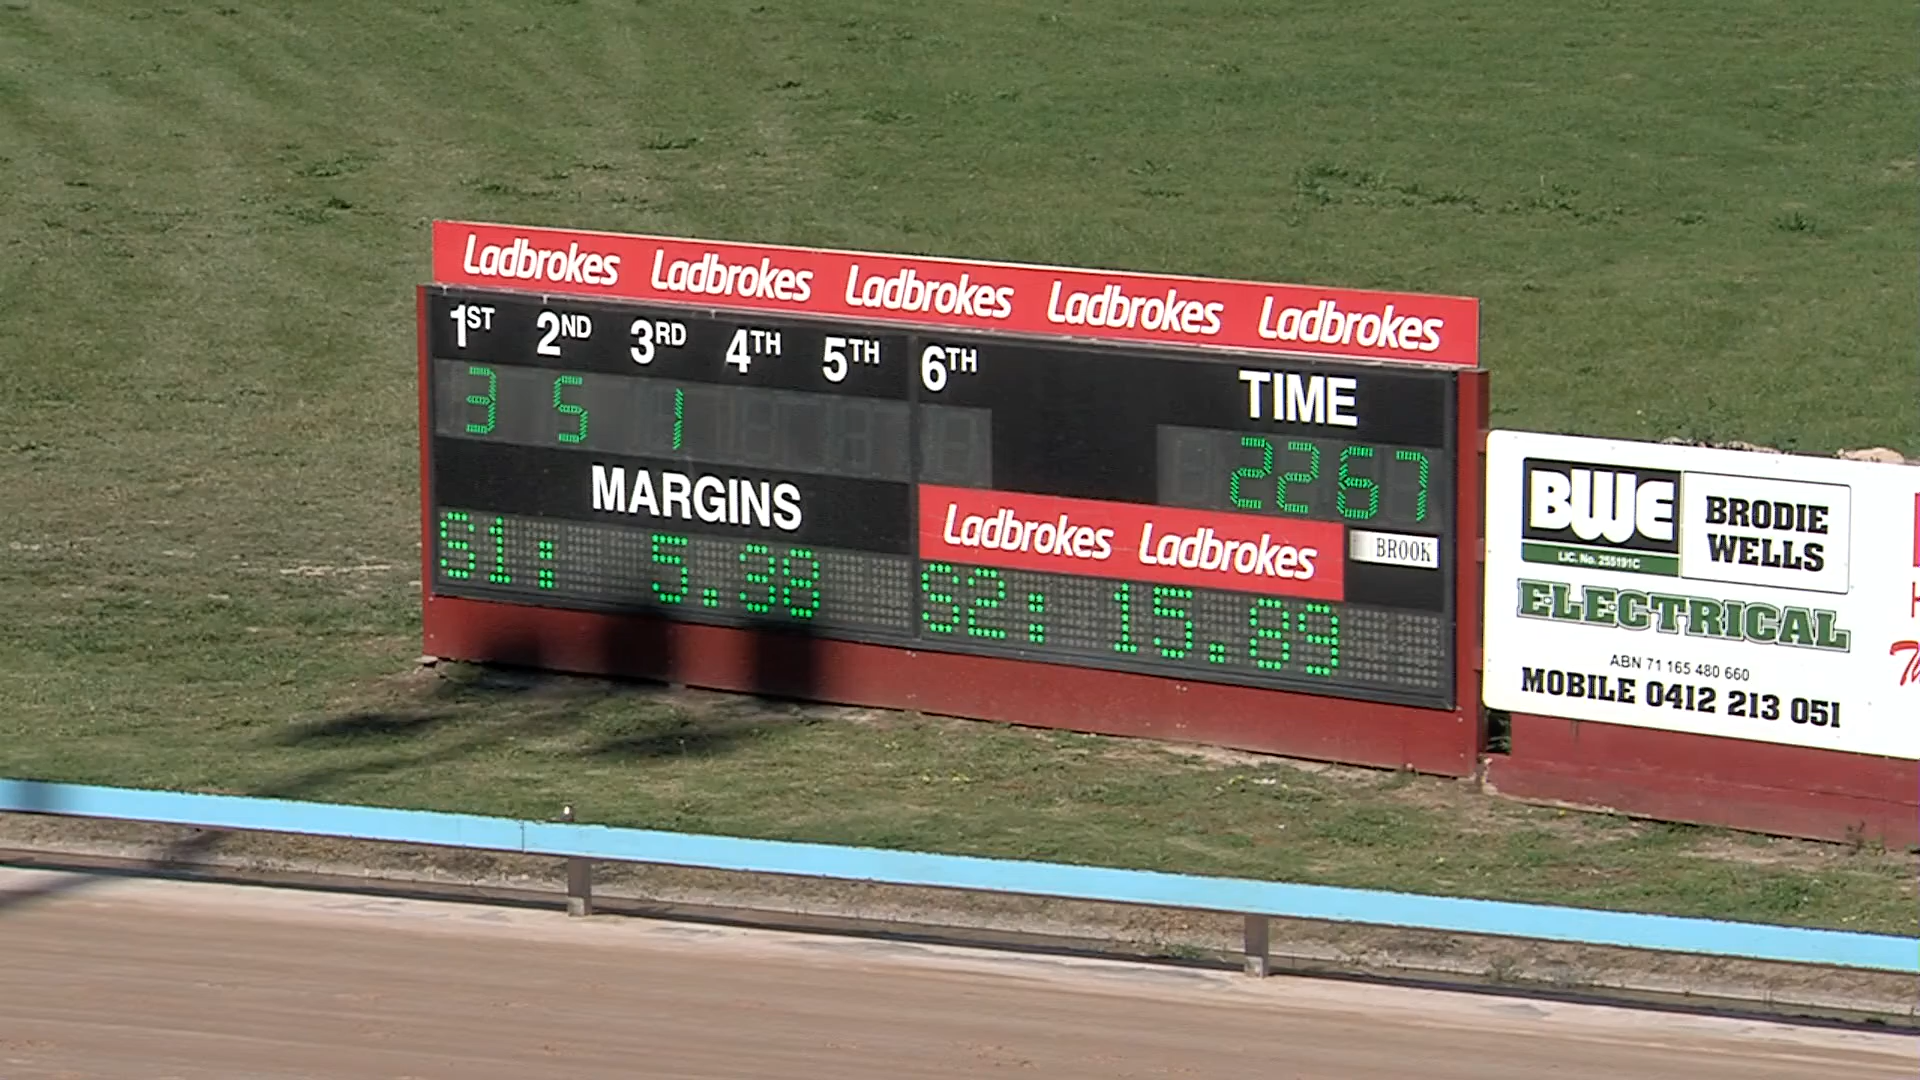 Ladbrokes Ladbrokes Ladbrokes Ladbrokes Ladbrokes
1ST 2ND 3RD 4TH 5TH 6TH TIME
3 5 1 2267
MARGINS
Ladbrokes Ladbrokes
BROOK
S1: 5.38 S2: 15.89
BWE
LIC. No. 255191C
BRODIE
WELLS
ELECTRICAL
ABN 71 165 480 660
MOBILE 0412 213 051